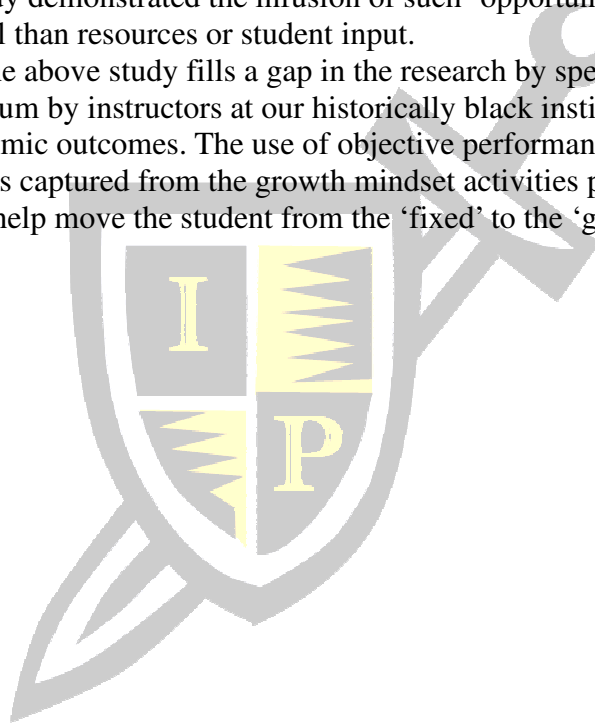 demonstrated the infusion of such 'opportun
than resources or student input.
above study fills a gap in the research by spe
um by instructors at our historically black insti
mic outcomes. The use of objective performan
s captured from the growth mindset activities p
help move the student from the 'fixed' to the 'g
I
P